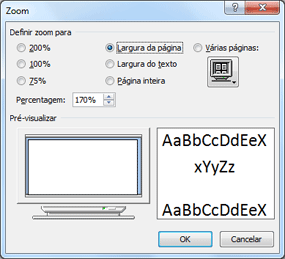 Zoom
Definir zoom para
200%
Largura da página
Várias páginas:
100%
Largura do texto
75%
Página inteira
Percentagem: 170%
Pré-visualizar
AaBbCcDdEeX
xYyZz
AaBbCcDdEeX
OK
Cancelar